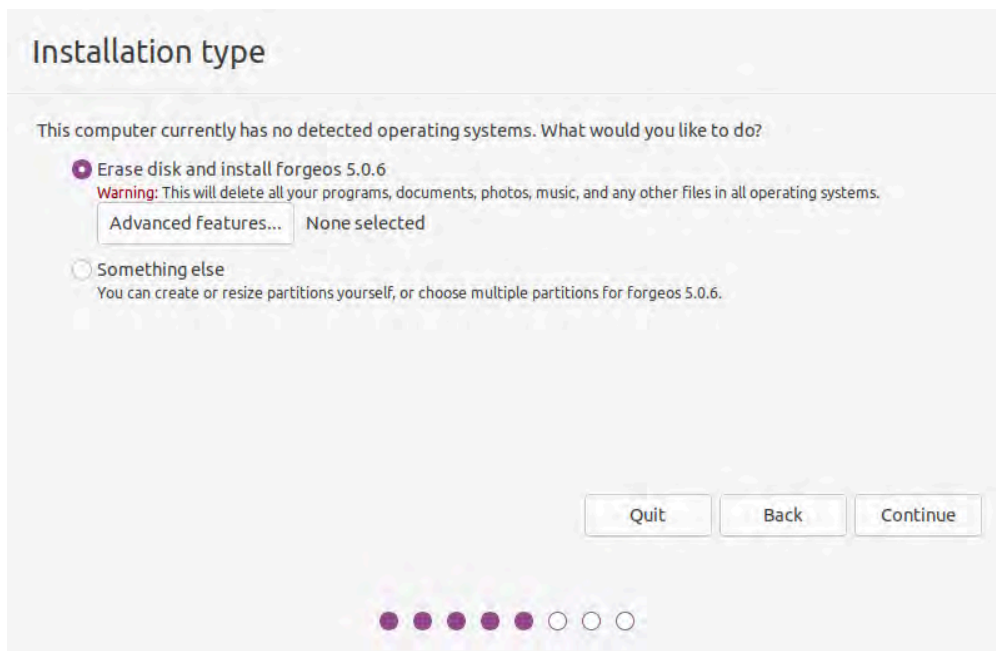 Installation type
This computer currently has no detected operating systems. What would you like to do?
Erase disk and install forgeos 5.0.6
Warning: This will delete all your programs, documents, photos, music, and any other files in all operating systems.
Advanced features... None selected
Something else
You can create or resize partitions yourself, or choose multiple partitions for forgeos 5.0.6.
Quit Back Continue